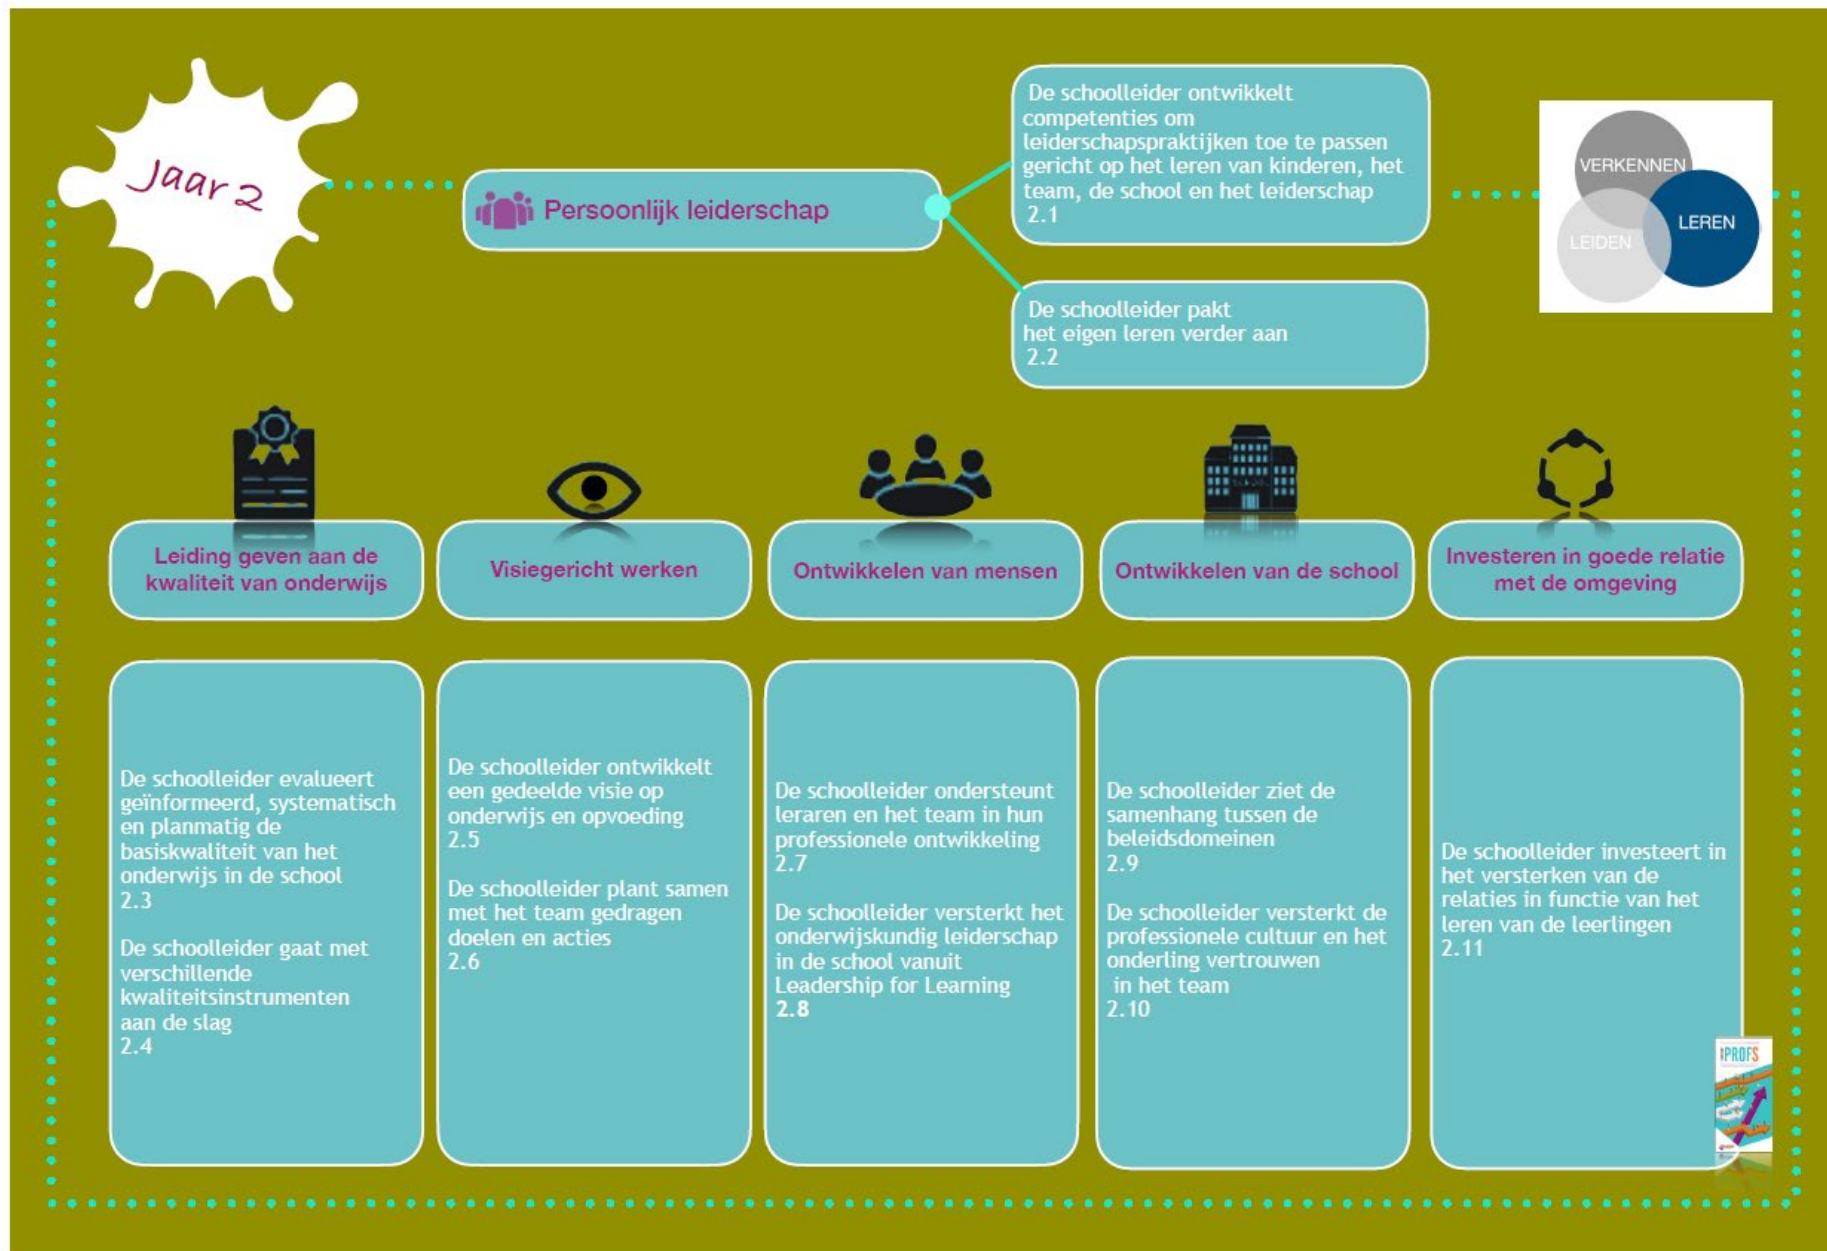 Jaar 2
Persoonlijk leiderschap
De schoolleider ontwikkelt
competenties om
leiderschapspraktijken toe te passen
gericht op het leren van kinderen, het
team, de school en het leiderschap
2.1
De schoolleider pakt
het eigen leren verder aan
2.2
VERKENNEN
LEREN
LEIDEN
Leiding geven aan de
kwaliteit van onderwijs
Visiegericht werken
Ontwikkelen van mensen
Ontwikkelen van de school
Investeren in goede relatie
met de omgeving
De schoolleider evalueert
geïnformeerd, systematisch
en planmatig de
basiskwaliteit van het
onderwijs in de school
2.3
De schoolleider gaat met
verschillende
kwaliteitsinstrumenten
aan de slag
2.4
De schoolleider ontwikkelt
een gedeelde visie op
onderwijs en opvoeding
2.5
De schoolleider plant samen
met het team gedragen
doelen en acties
2.6
De schoolleider ondersteunt
leraren en het team in hun
professionele ontwikkeling
2.7
De schoolleider versterkt het
onderwijskundig leiderschap
in de school vanuit
Leadership for Learning
2.8
De schoolleider ziet de
samenhang tussen de
beleidsdomeinen
2.9
De schoolleider versterkt de
professionele cultuur en het
onderling vertrouwen
in het team
2.10
De schoolleider investeert in
het versterken van de
relaties in functie van het
leren van de leerlingen
2.11
PROFS